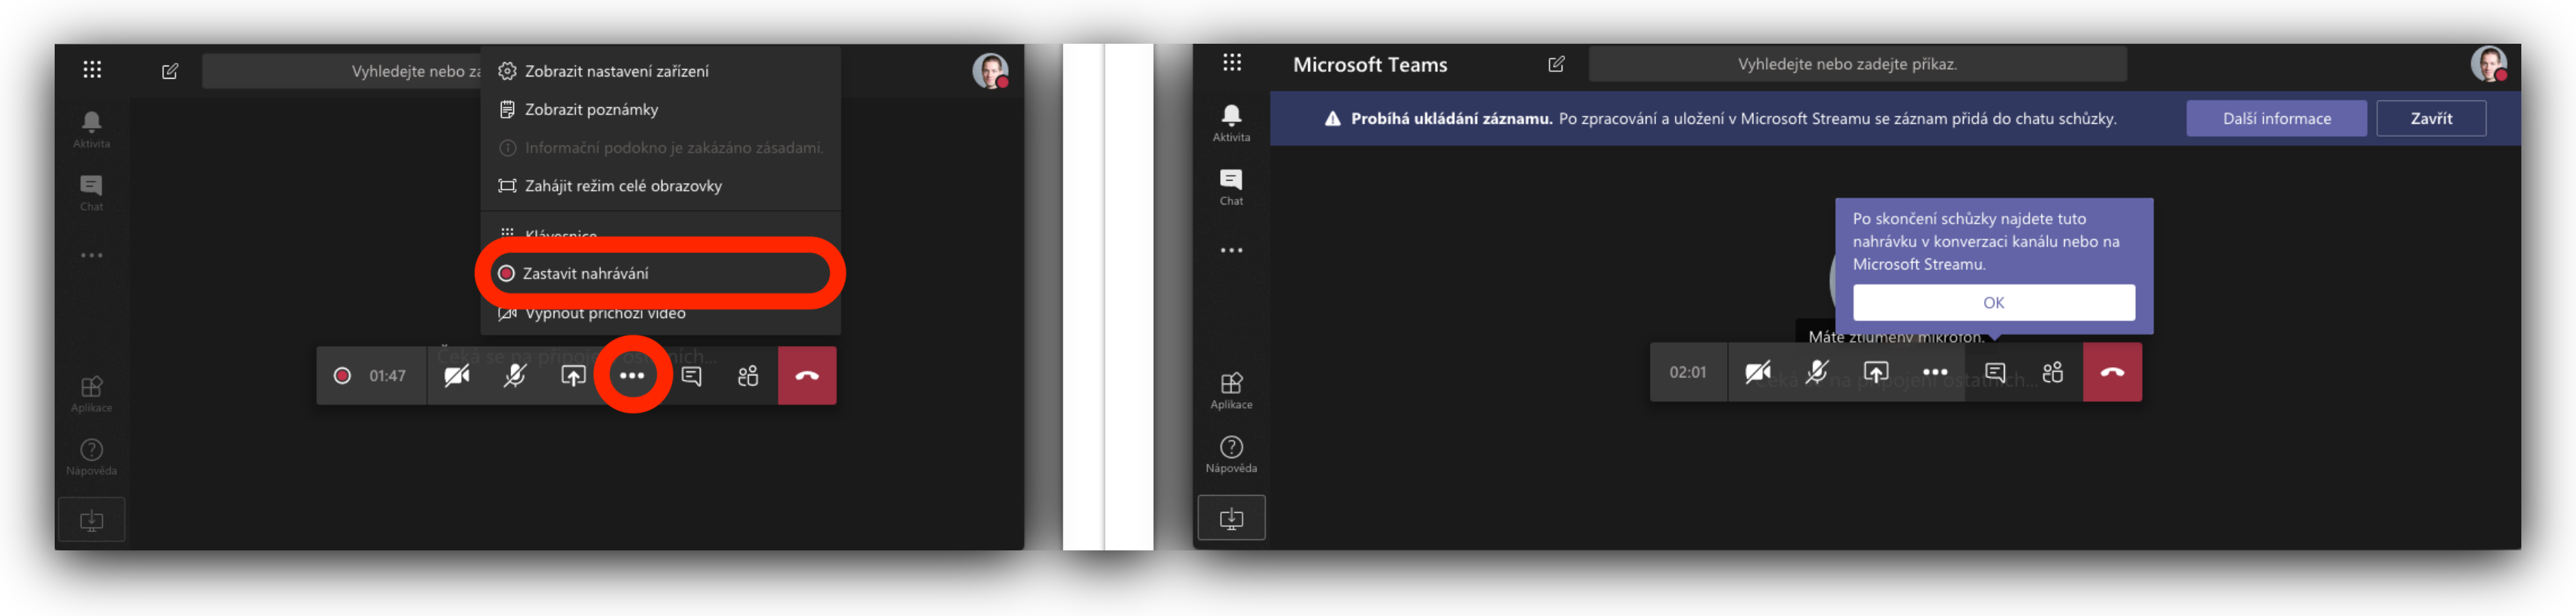 Vyhledejte nebo za
Zobrazit nastavení zařízení
Zobrazit poznámky
Informační podokno je zakázáno zásadami.
Zahájit režim celé obrazovky
Klávesnice
Zastavit nahrávání
Vypnout příchozí video
Aktivita
Chat
Aplikace
Nápověda
Čeká se na připojení ostatních...
01:47
Microsoft Teams
Vyhledejte nebo zadejte příkaz.
Probíhá ukládání záznamu. Po zpracování a uložení v Microsoft Streamu se záznam přidá do chatu schůzky.
Další informace
Zavřít
Aktivita
Chat
Aplikace
Nápověda
Po skončení schůzky najdete tuto
nahrávku v konverzaci kanálu nebo na
Microsoft Streamu.
OK
Máte ztlumený mikrofon.
Čeká se na připojení ostatních...
02:01